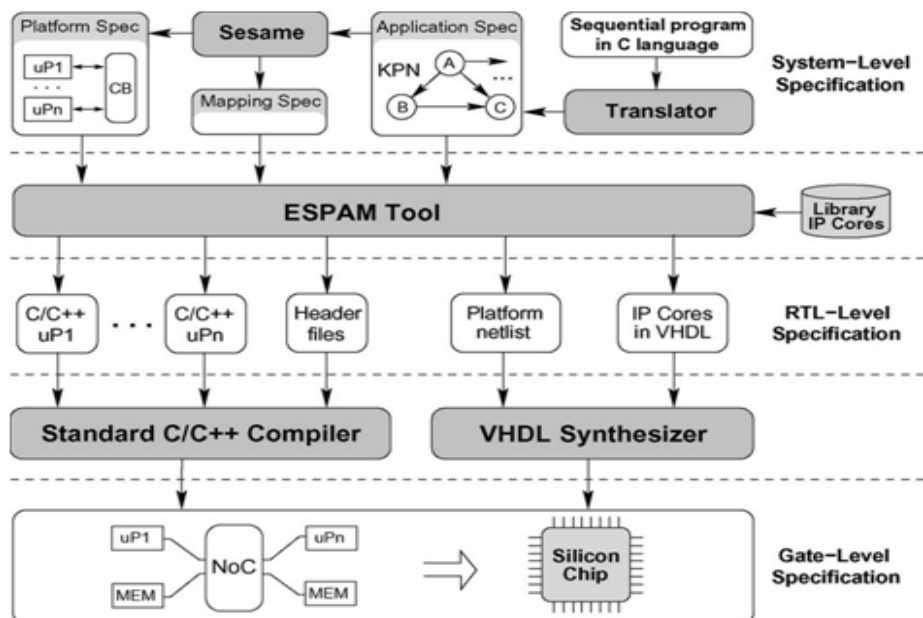 Platform Spec
uP1
. . .
uPn
CB
Sesame
Mapping Spec
Application Spec
KPN
A
...
B
C
Sequential program
in C language
Translator
System-Level
Specification
ESPAM Tool
Library
IP Cores
C/C++
uP1
. . .
C/C++
uPn
Header
files
Platform
netlist
IP Cores
in VHDL
RTL-Level
Specification
Standard C/C++ Compiler
VHDL Synthesizer
uP1
uPn
NoC
MEM
MEM
Silicon
Chip
Gate-Level
Specification